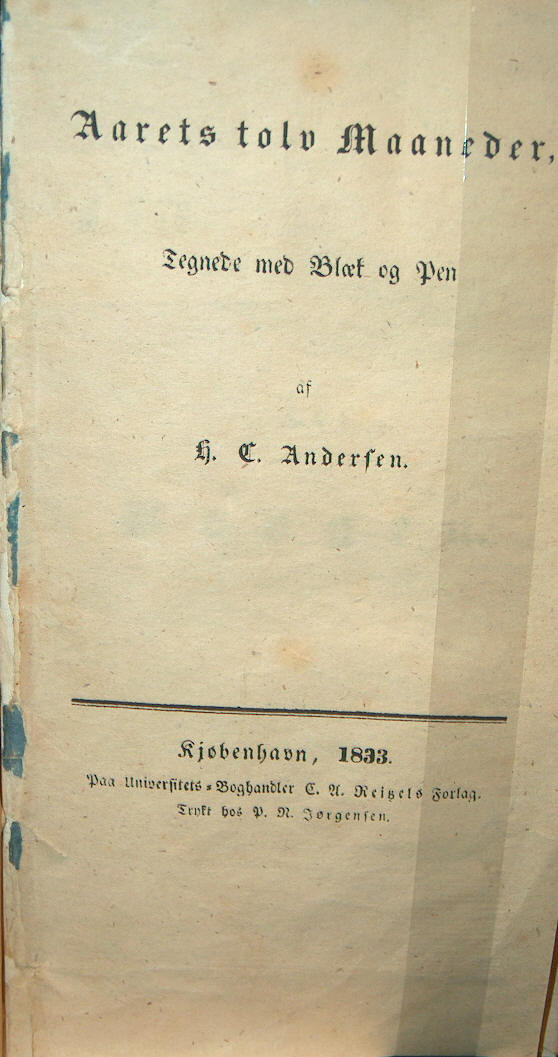 Aarets tolv Maaneder,
Tegnede med Blæk og Pen
af
H. C. Andersen.
Kjøbenhavn, 1833.
Paa Universitets-Boghandler C. A. Reitzels Forlag.
Trykt hos P. N. Jørgensen.